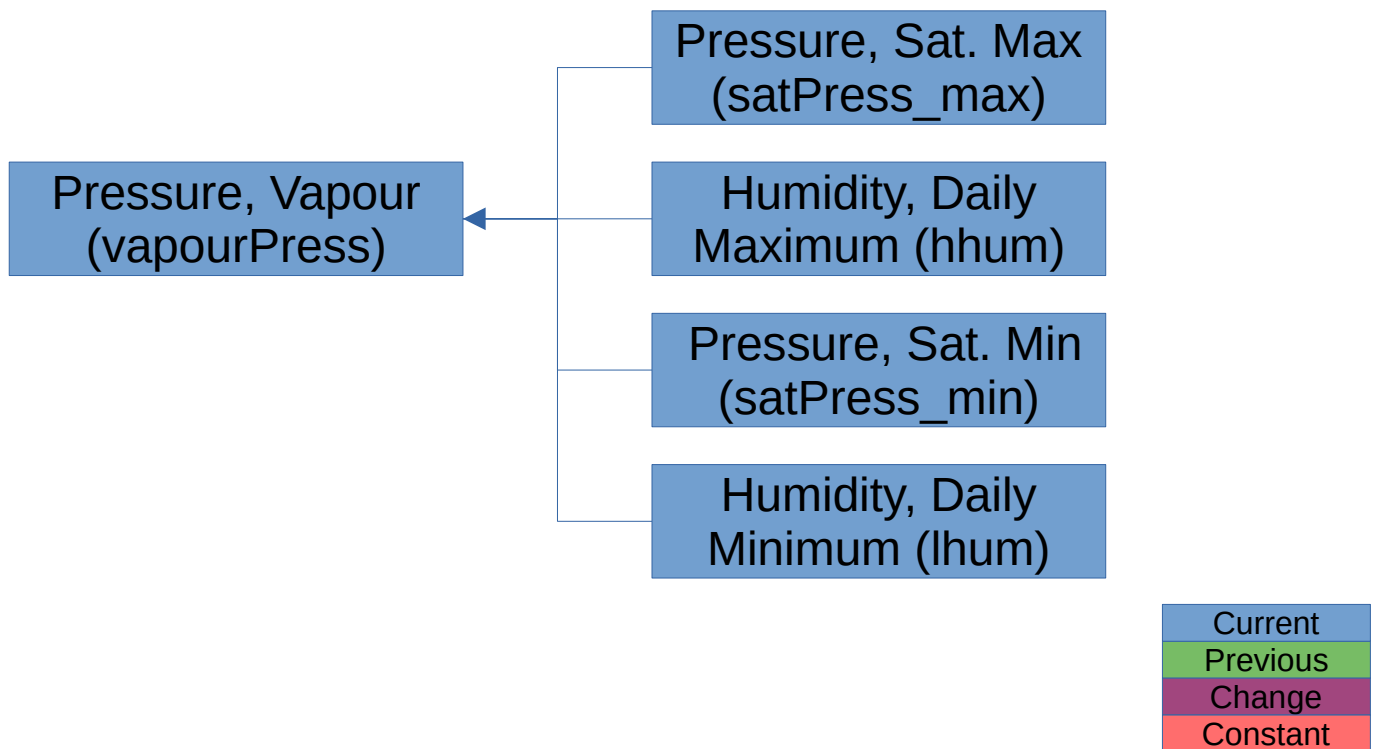 Pressure, Sat. Max
(satPress_max)
Pressure, Vapour
(vapourPress)
Humidity, Daily
Maximum (hhum)
Pressure, Sat. Min
(satPress_min)
Humidity, Daily
Minimum (lhum)
Current
Previous
Change
Constant